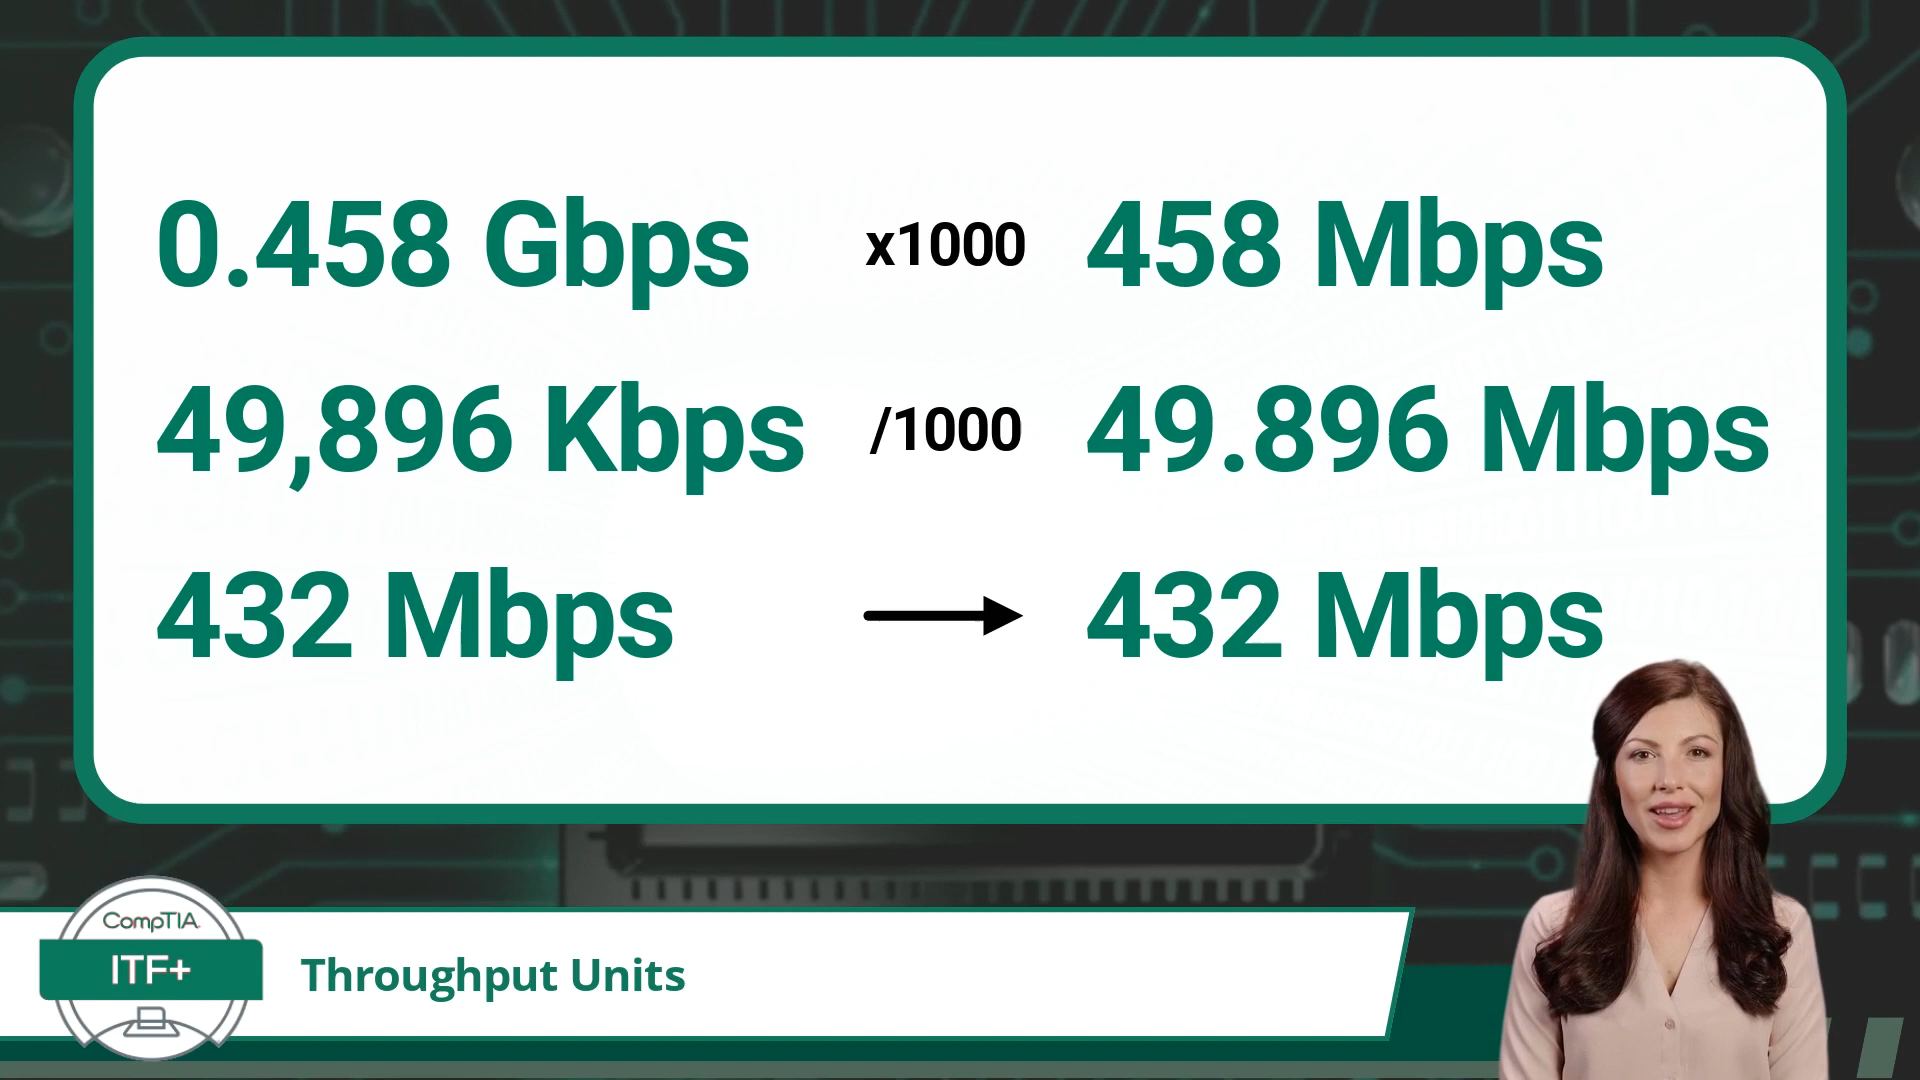 0.458 Gbps x1000 458 Mbps
49,896 Kbps /1000 49.896 Mbps
432 Mbps 432 Mbps
CompTIA
ITF+
Throughput Units